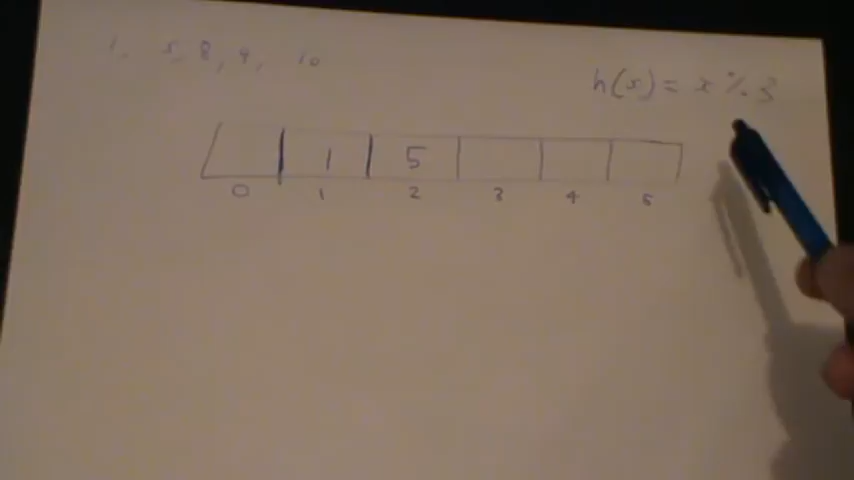 1, 5, 8, 9, 10
h(x) = x % 3
1 5
0 1 2 3 4 5